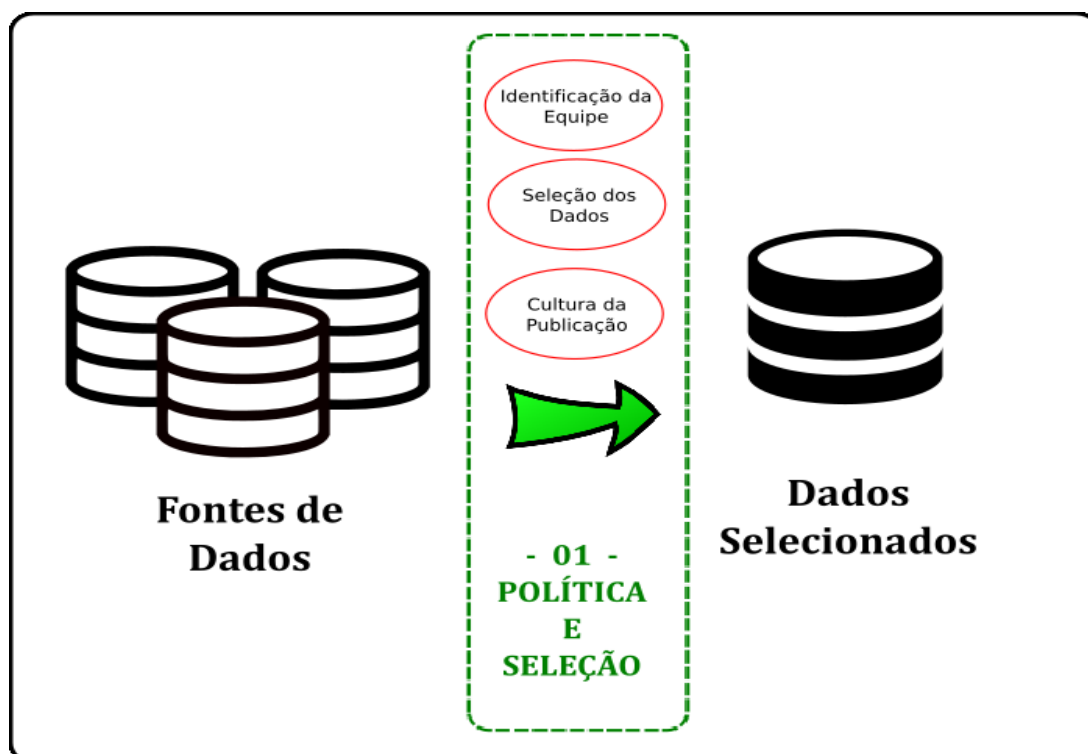 Identificação da
Equipe
Seleção dos
Dados
Cultura da
Publicação
Fontes de
Dados
- 01 -
POLÍTICA
E
SELEÇÃO
Dados
Selecionados